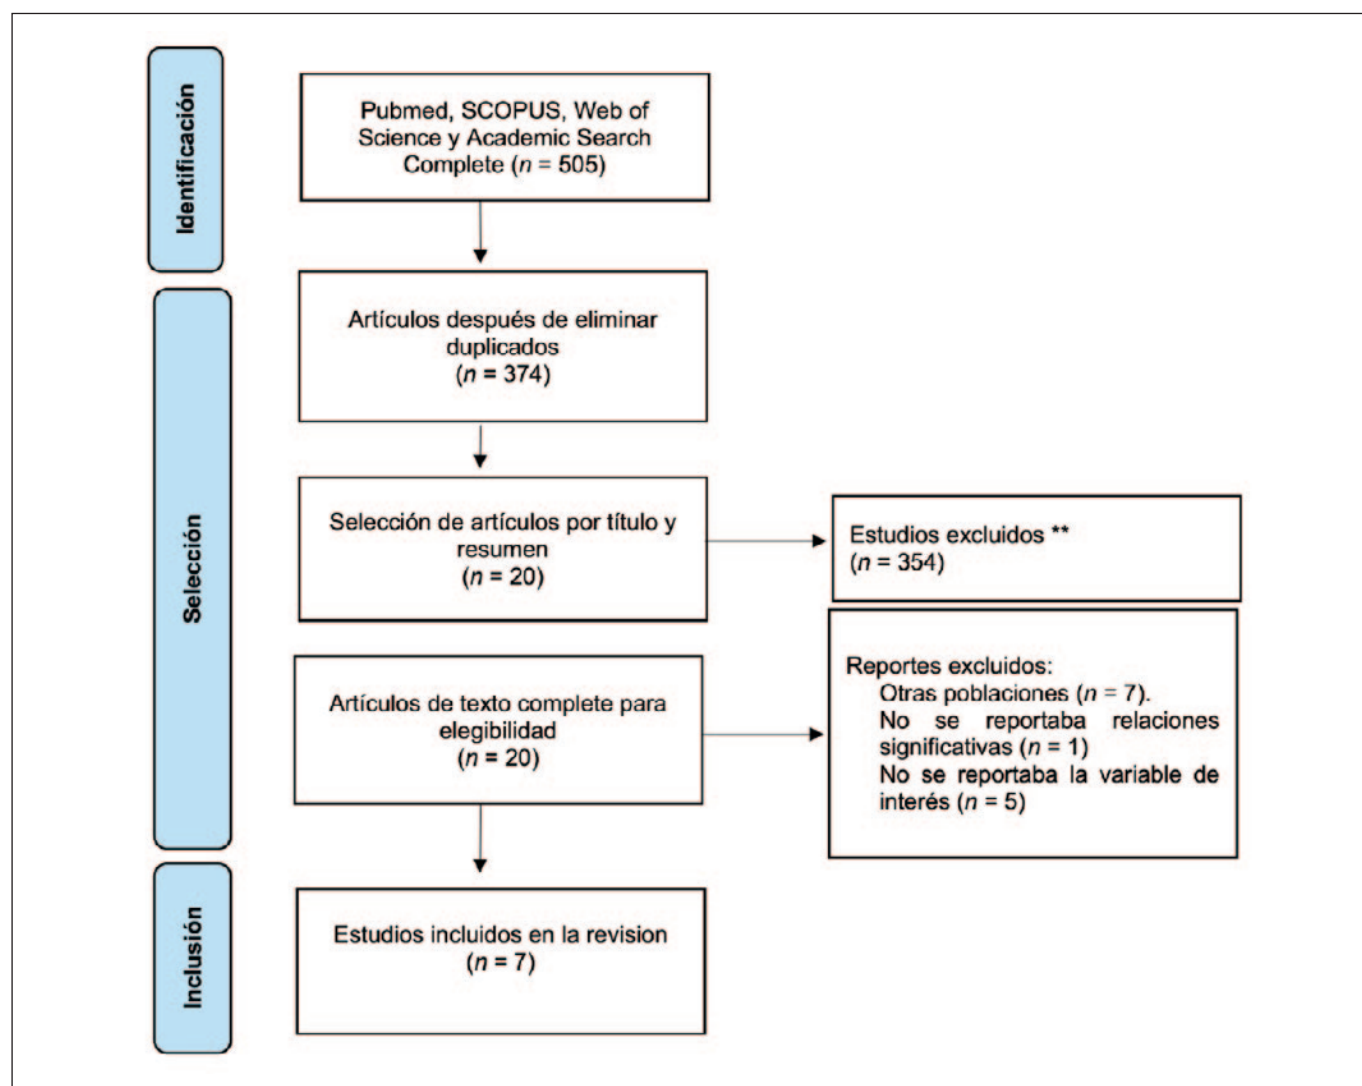 Identificación
Pubmed, SCOPUS, Web of
Science y Academic Search
Complete (n = 505)
Selección
Artículos después de eliminar
duplicados
(n = 374)
Selección de artículos por título y
resumen
(n = 20)
Estudios excluidos **
(n = 354)
Artículos de texto complete para
elegibilidad
(n = 20)
Reportes excluidos:
Otras poblaciones (n = 7).
No se reportaba relaciones
significativas (n = 1)
No se reportaba la variable de
interés (n = 5)
Inclusión
Estudios incluidos en la revision
(n = 7)